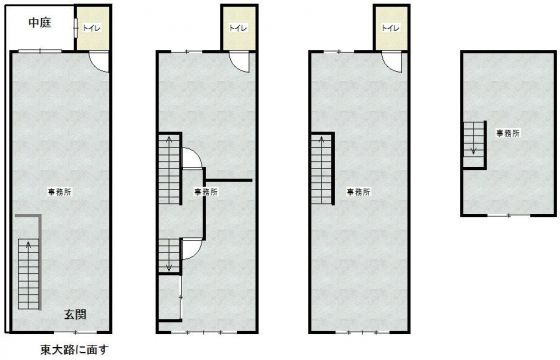 中庭
トイレ
トイレ
トイレ
事務所
事務所
事務所
事務所
玄関
東大路に面す